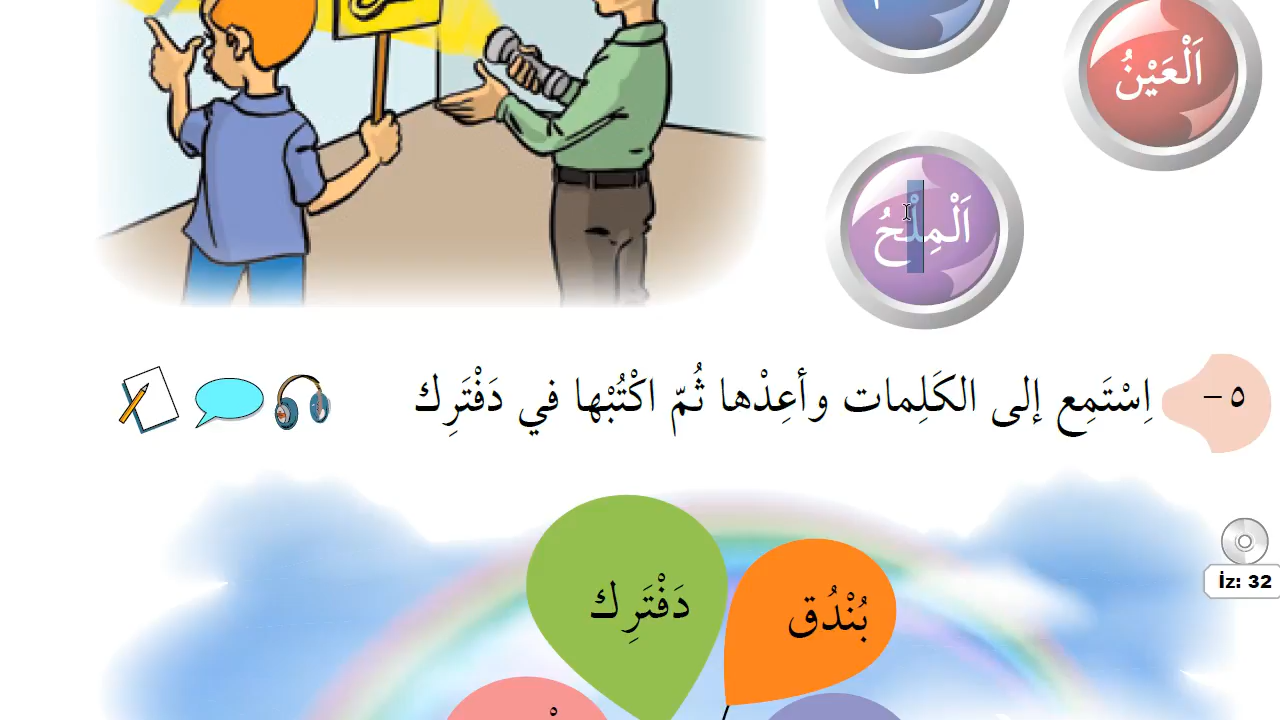 اَلْعَيْنُ
اَلْمِلْحُ
٥- اِسْتَمِع إلى الكَلِمات وأعِدْها ثُمّ اكْتُبْها في دَفْتَرِك
İz: 32
بُنْدُق
دَفْتَرِك